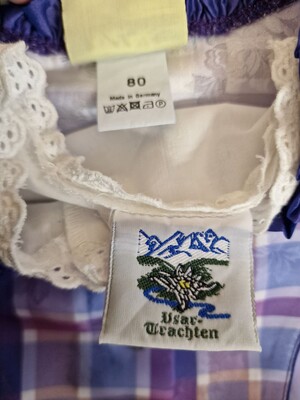 80
Made in Germany
Isar-
Trachten